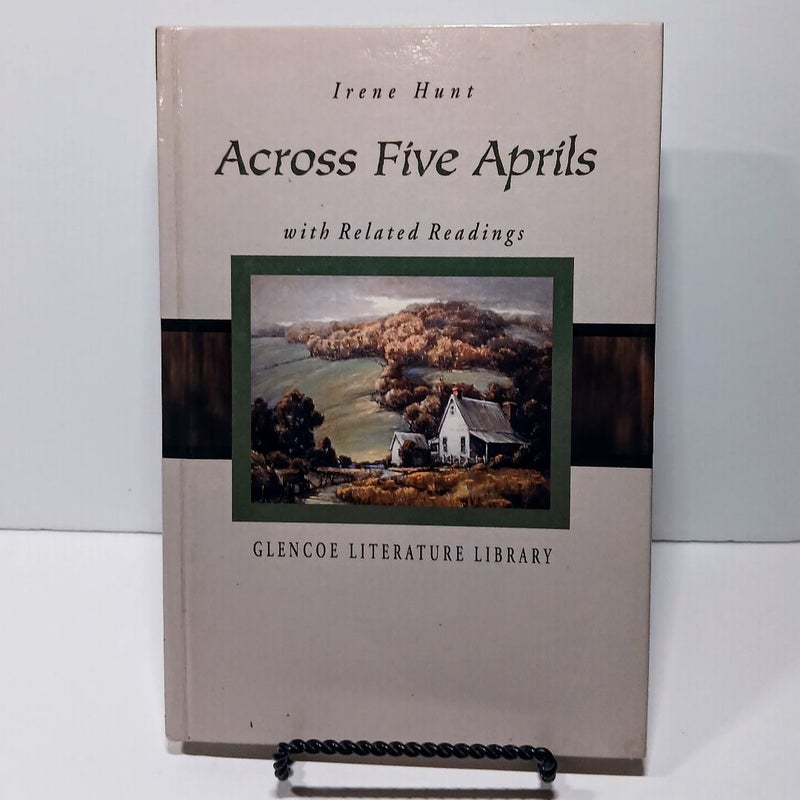 Irene Hunt
Across Five Aprils
with Related Readings
GLENCOE LITERATURE LIBRARY